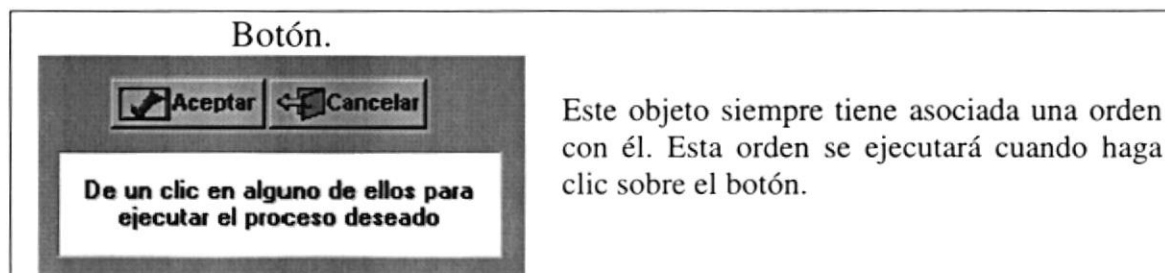 Botón.
Aceptar Cancelar
De un clic en alguno de ellos para
ejecutar el proceso deseado
Este objeto siempre tiene asociada una orden
con él. Esta orden se ejecutará cuando haga
clic sobre el botón.